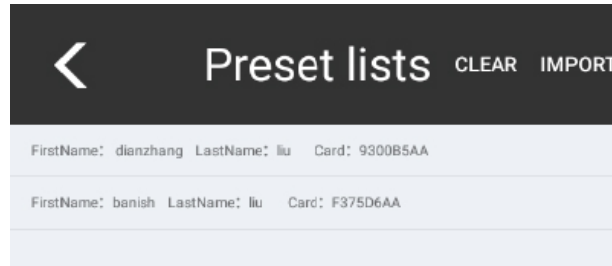 Preset lists CLEAR IMPORT
FirstName: dianzhang LastName: liu Card: 9300B5AA
FirstName: banish LastName: liu Card: F375D6AA